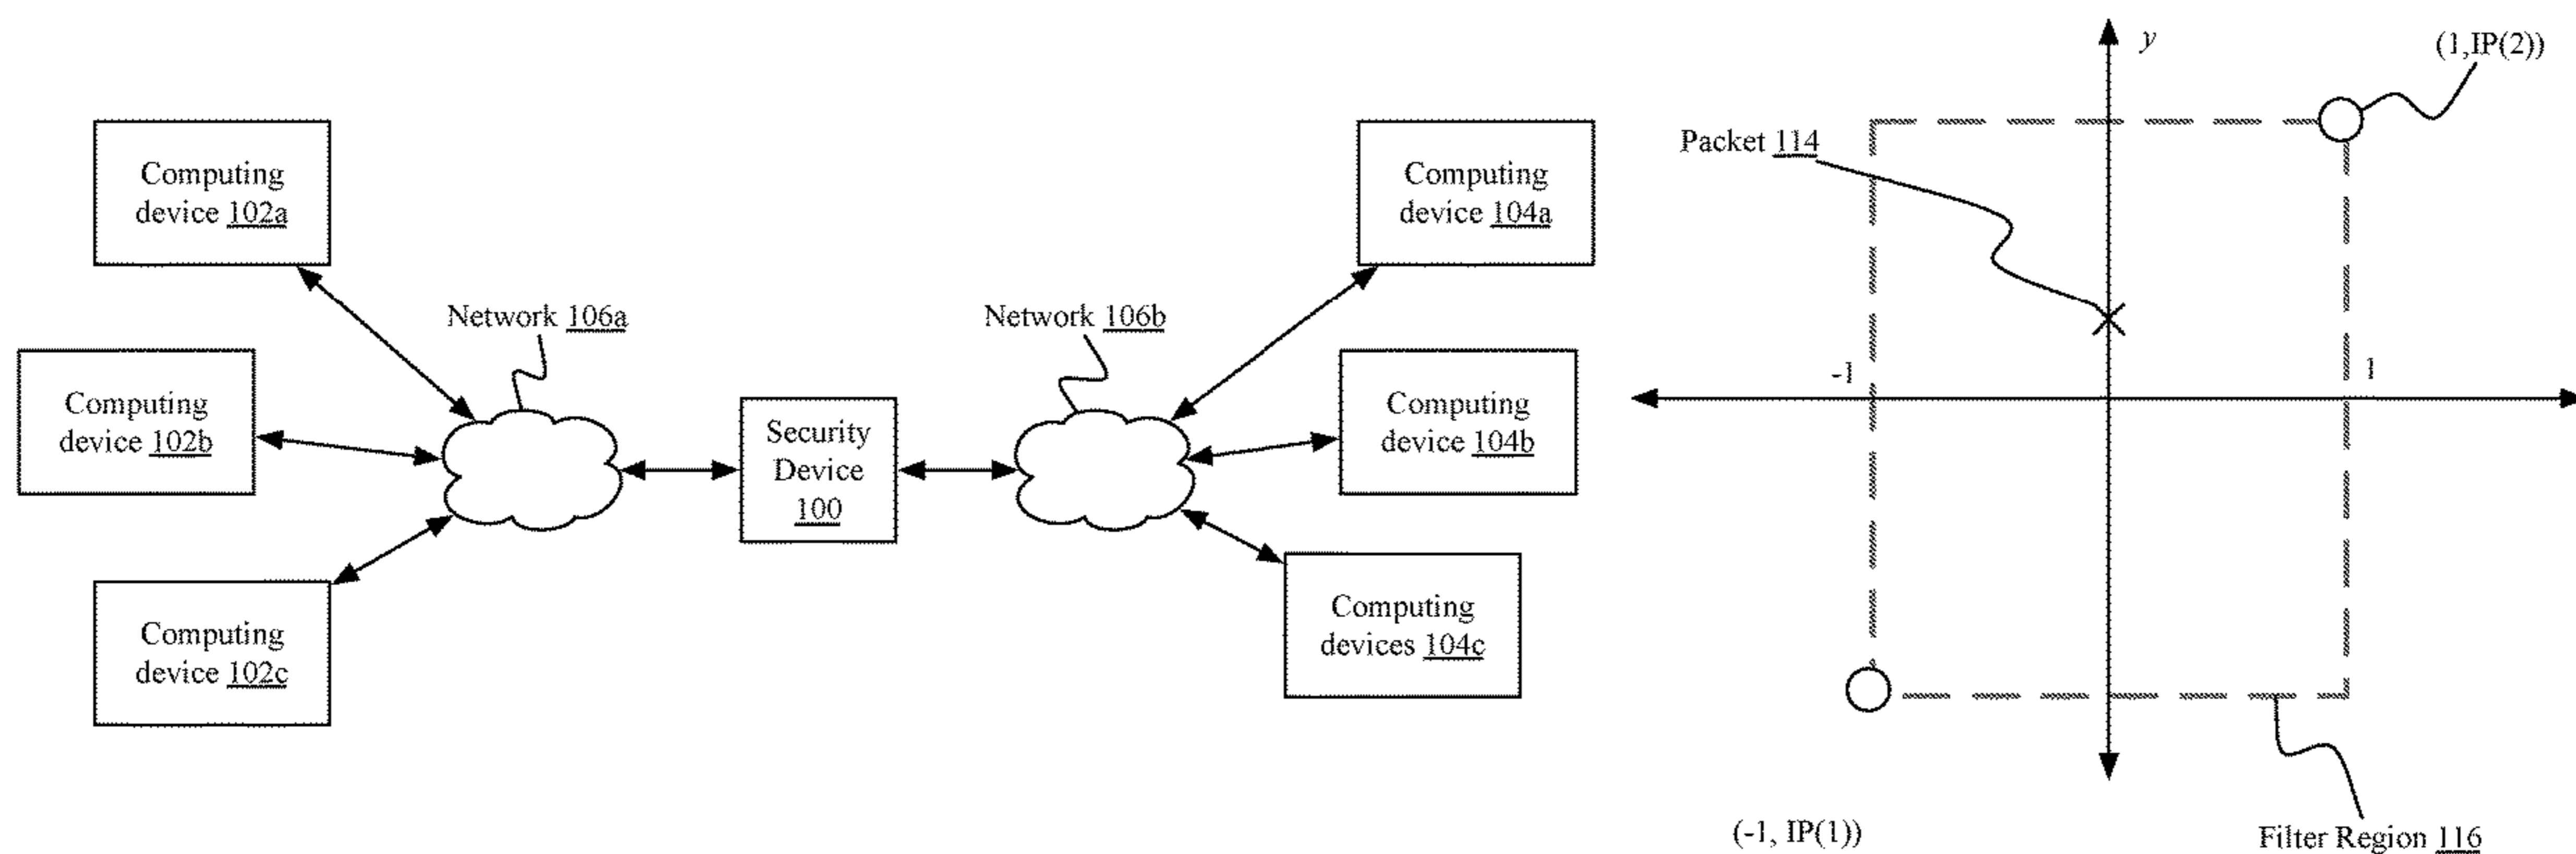 Computing
device 102a
Computing
device 102b
Computing
device 102c
Network 106a
Security
Device
100
Network 106b
Computing
device 104a
Computing
device 104b
Computing
devices 104c
y
(1,IP(2))
Packet 114
-1
1
(-1, IP(1))
Filter Region 116